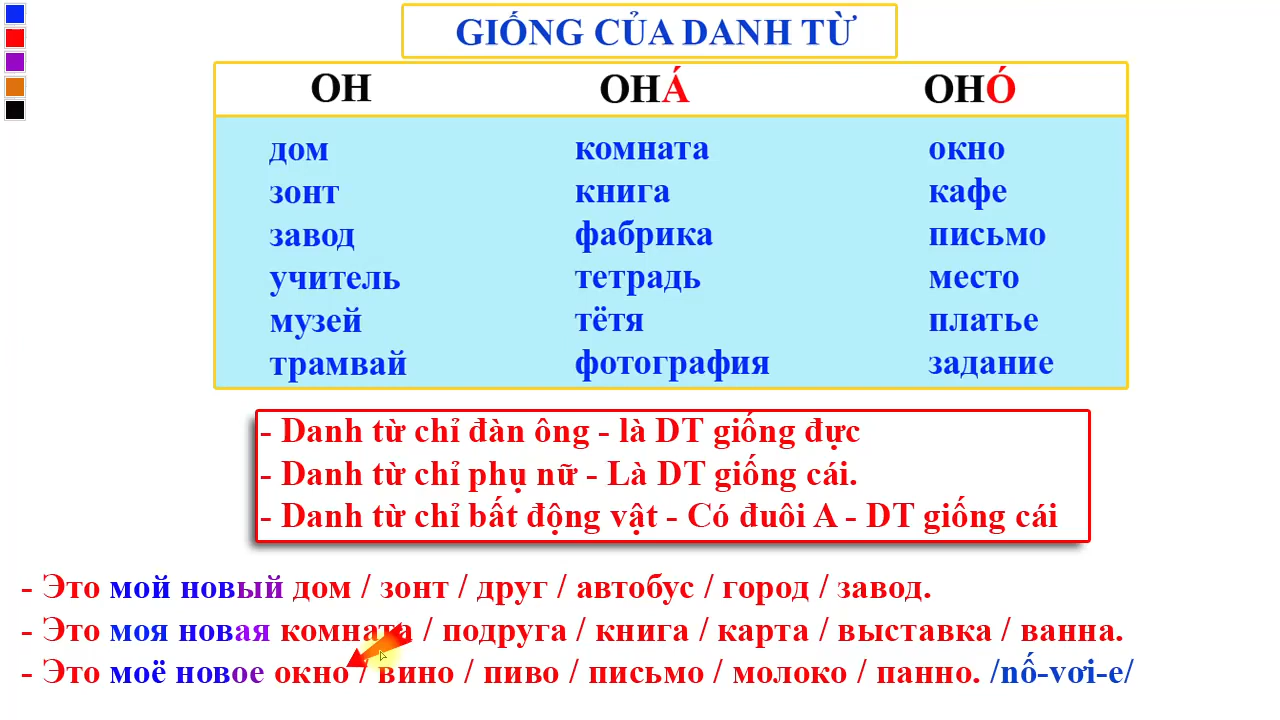 GIỐNG CỦA DANH TỪ
ОН ОНÁ ОНÓ
дом комната окно
зонт книга кафе
завод фабрика письмо
учитель тетрадь место
музей тётя платье
трамвай фотография задание
- Danh từ chỉ đàn ông - là DT giống đực
- Danh từ chỉ phụ nữ - Là DT giống cái.
- Danh từ chỉ bất động vật - Có đuôi A - DT giống cái
- Это мой новый дом / зонт / друг / автобус / город / завод.
- Это моя новая комната / подруга / книга / карта / выставка / ванна.
- Это моё новое окно / вино / пиво / письмо / молоко / панно. /nố-vơi-e/